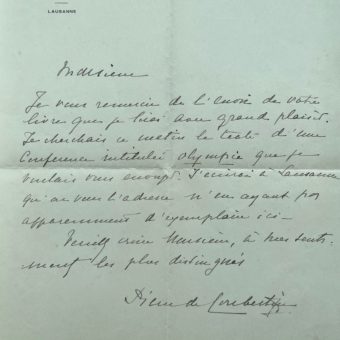 LAUSANNE
Monsieur
Je vous remercie de l'envoi de votre
livre que je lirai avec grand plaisir.
Je cherchais ce matin le texte d'une
Conférence intitulée Olympie que je
voulais vous envoyer. J'écrirai à Lausanne
qu'on vous l'adresse n'en ayant pas
apparemment d'exemplaire ici —
Veuillez croire Monsieur, à mes senti-
ments les plus distingués
Pierre de Coubertin